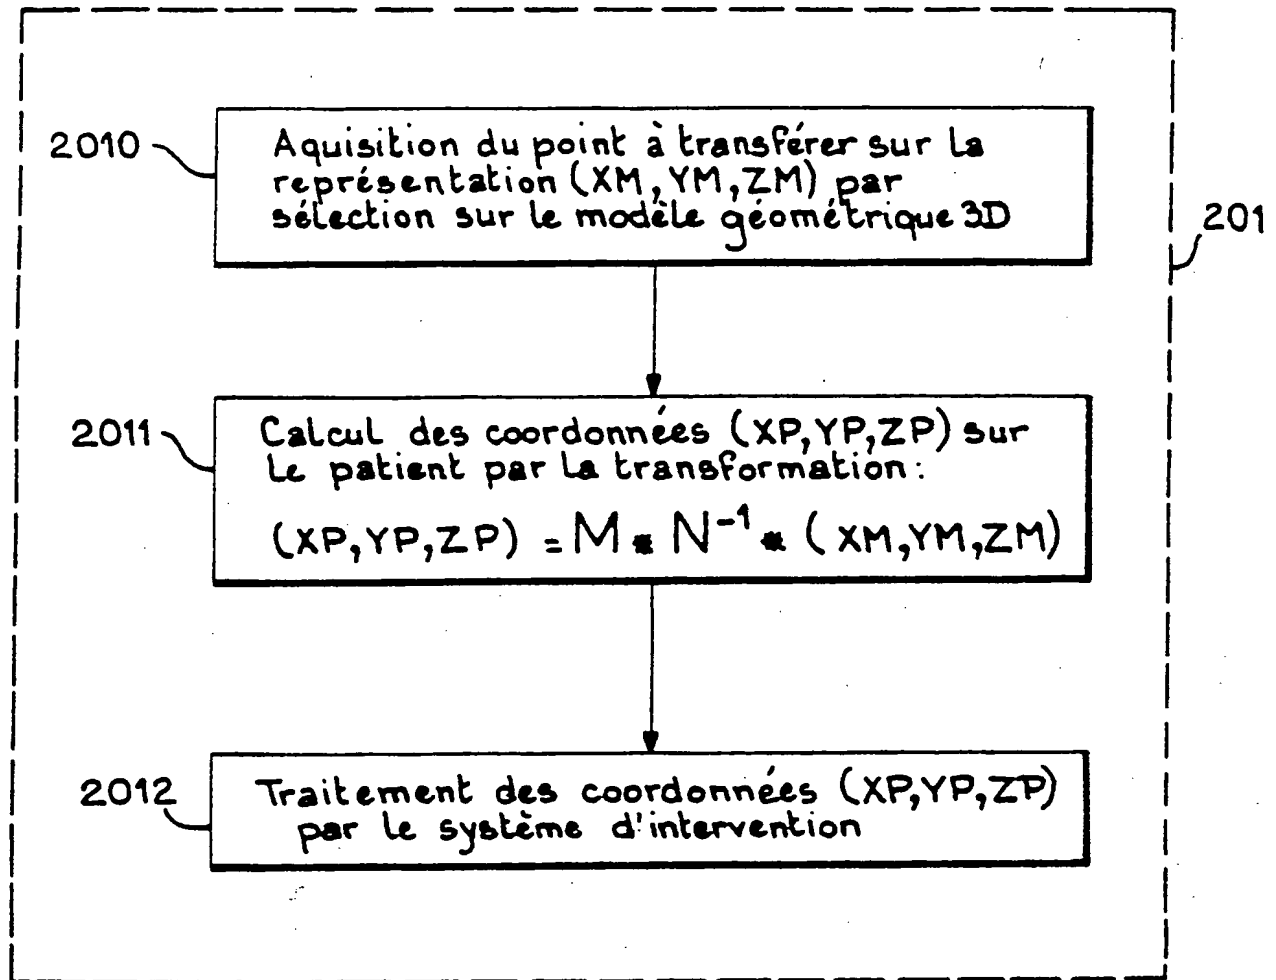 2010
Aquisition du point à transférer sur la
représentation (XM,YM,ZM) par
sélection sur le modèle géométrique 3D
201
2011
Calcul des coordonnées (XP,YP,ZP) sur
le patient par la transformation:
(XP,YP,ZP) = M * N⁻¹ * (XM,YM,ZM)
2012
Traitement des coordonnées (XP,YP,ZP)
par le système d'intervention